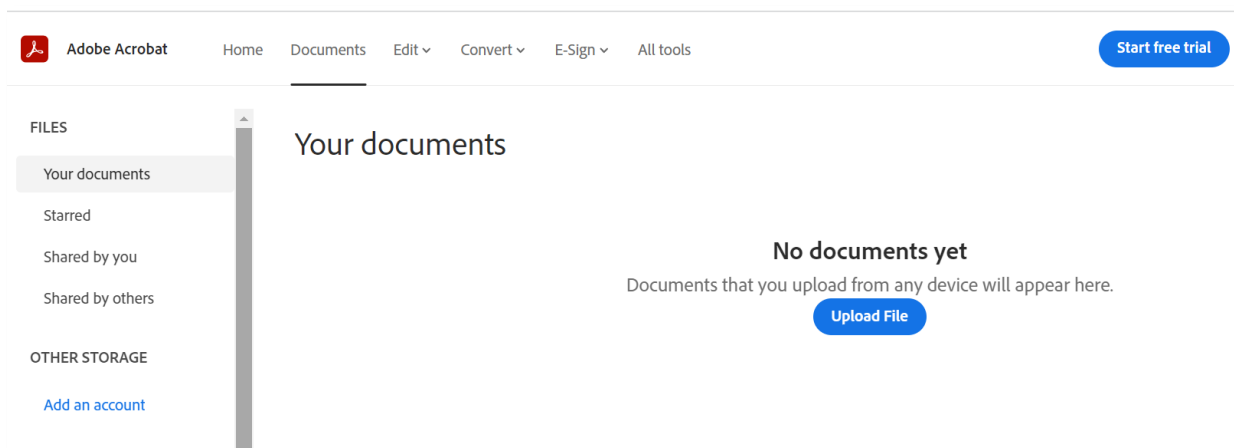 Adobe Acrobat Home Documents Edit Convert E-Sign All tools Start free trial
FILES
Your documents
Starred
Shared by you
Shared by others
OTHER STORAGE
Add an account
Your documents
No documents yet
Documents that you upload from any device will appear here.
Upload File